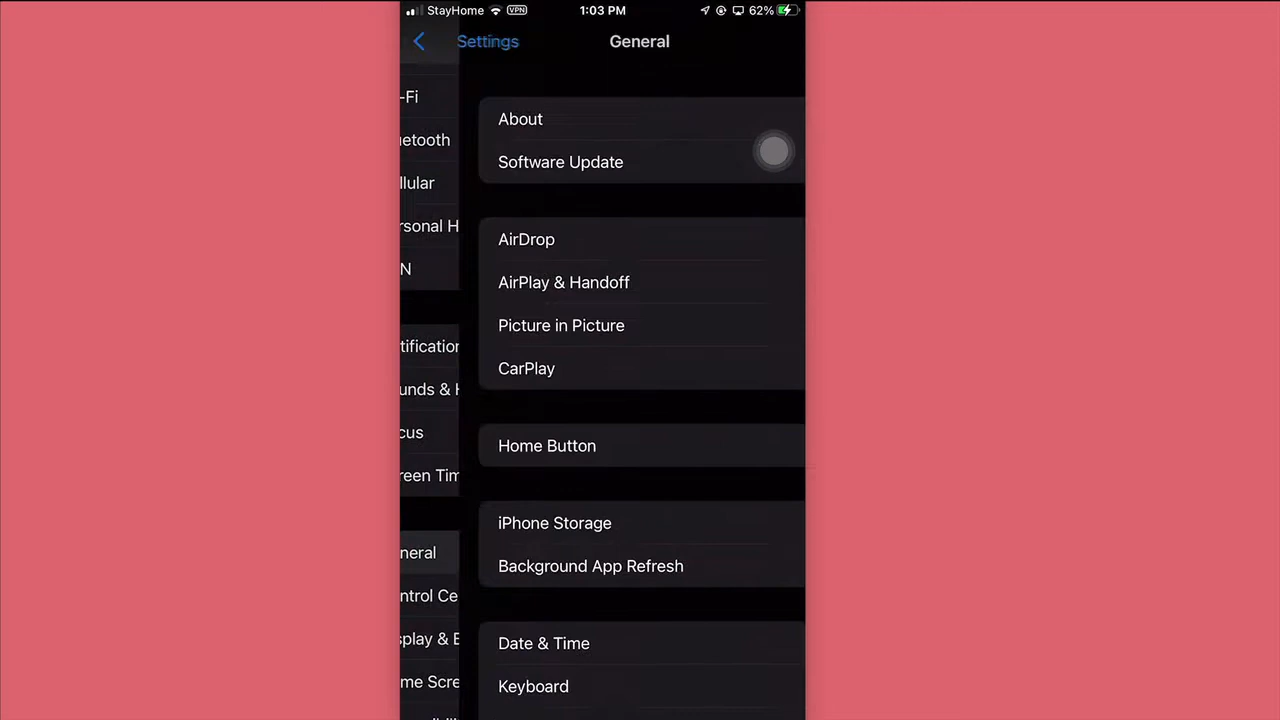 StayHome VPN 1:03 PM 62%
Settings General
-Fi
uetooth
llular
ersonal H
N
tification
unds & H
cus
reen Tim
neral
ntrol Ce
splay & B
me Scre
About
Software Update
AirDrop
AirPlay & Handoff
Picture in Picture
CarPlay
Home Button
iPhone Storage
Background App Refresh
Date & Time
Keyboard